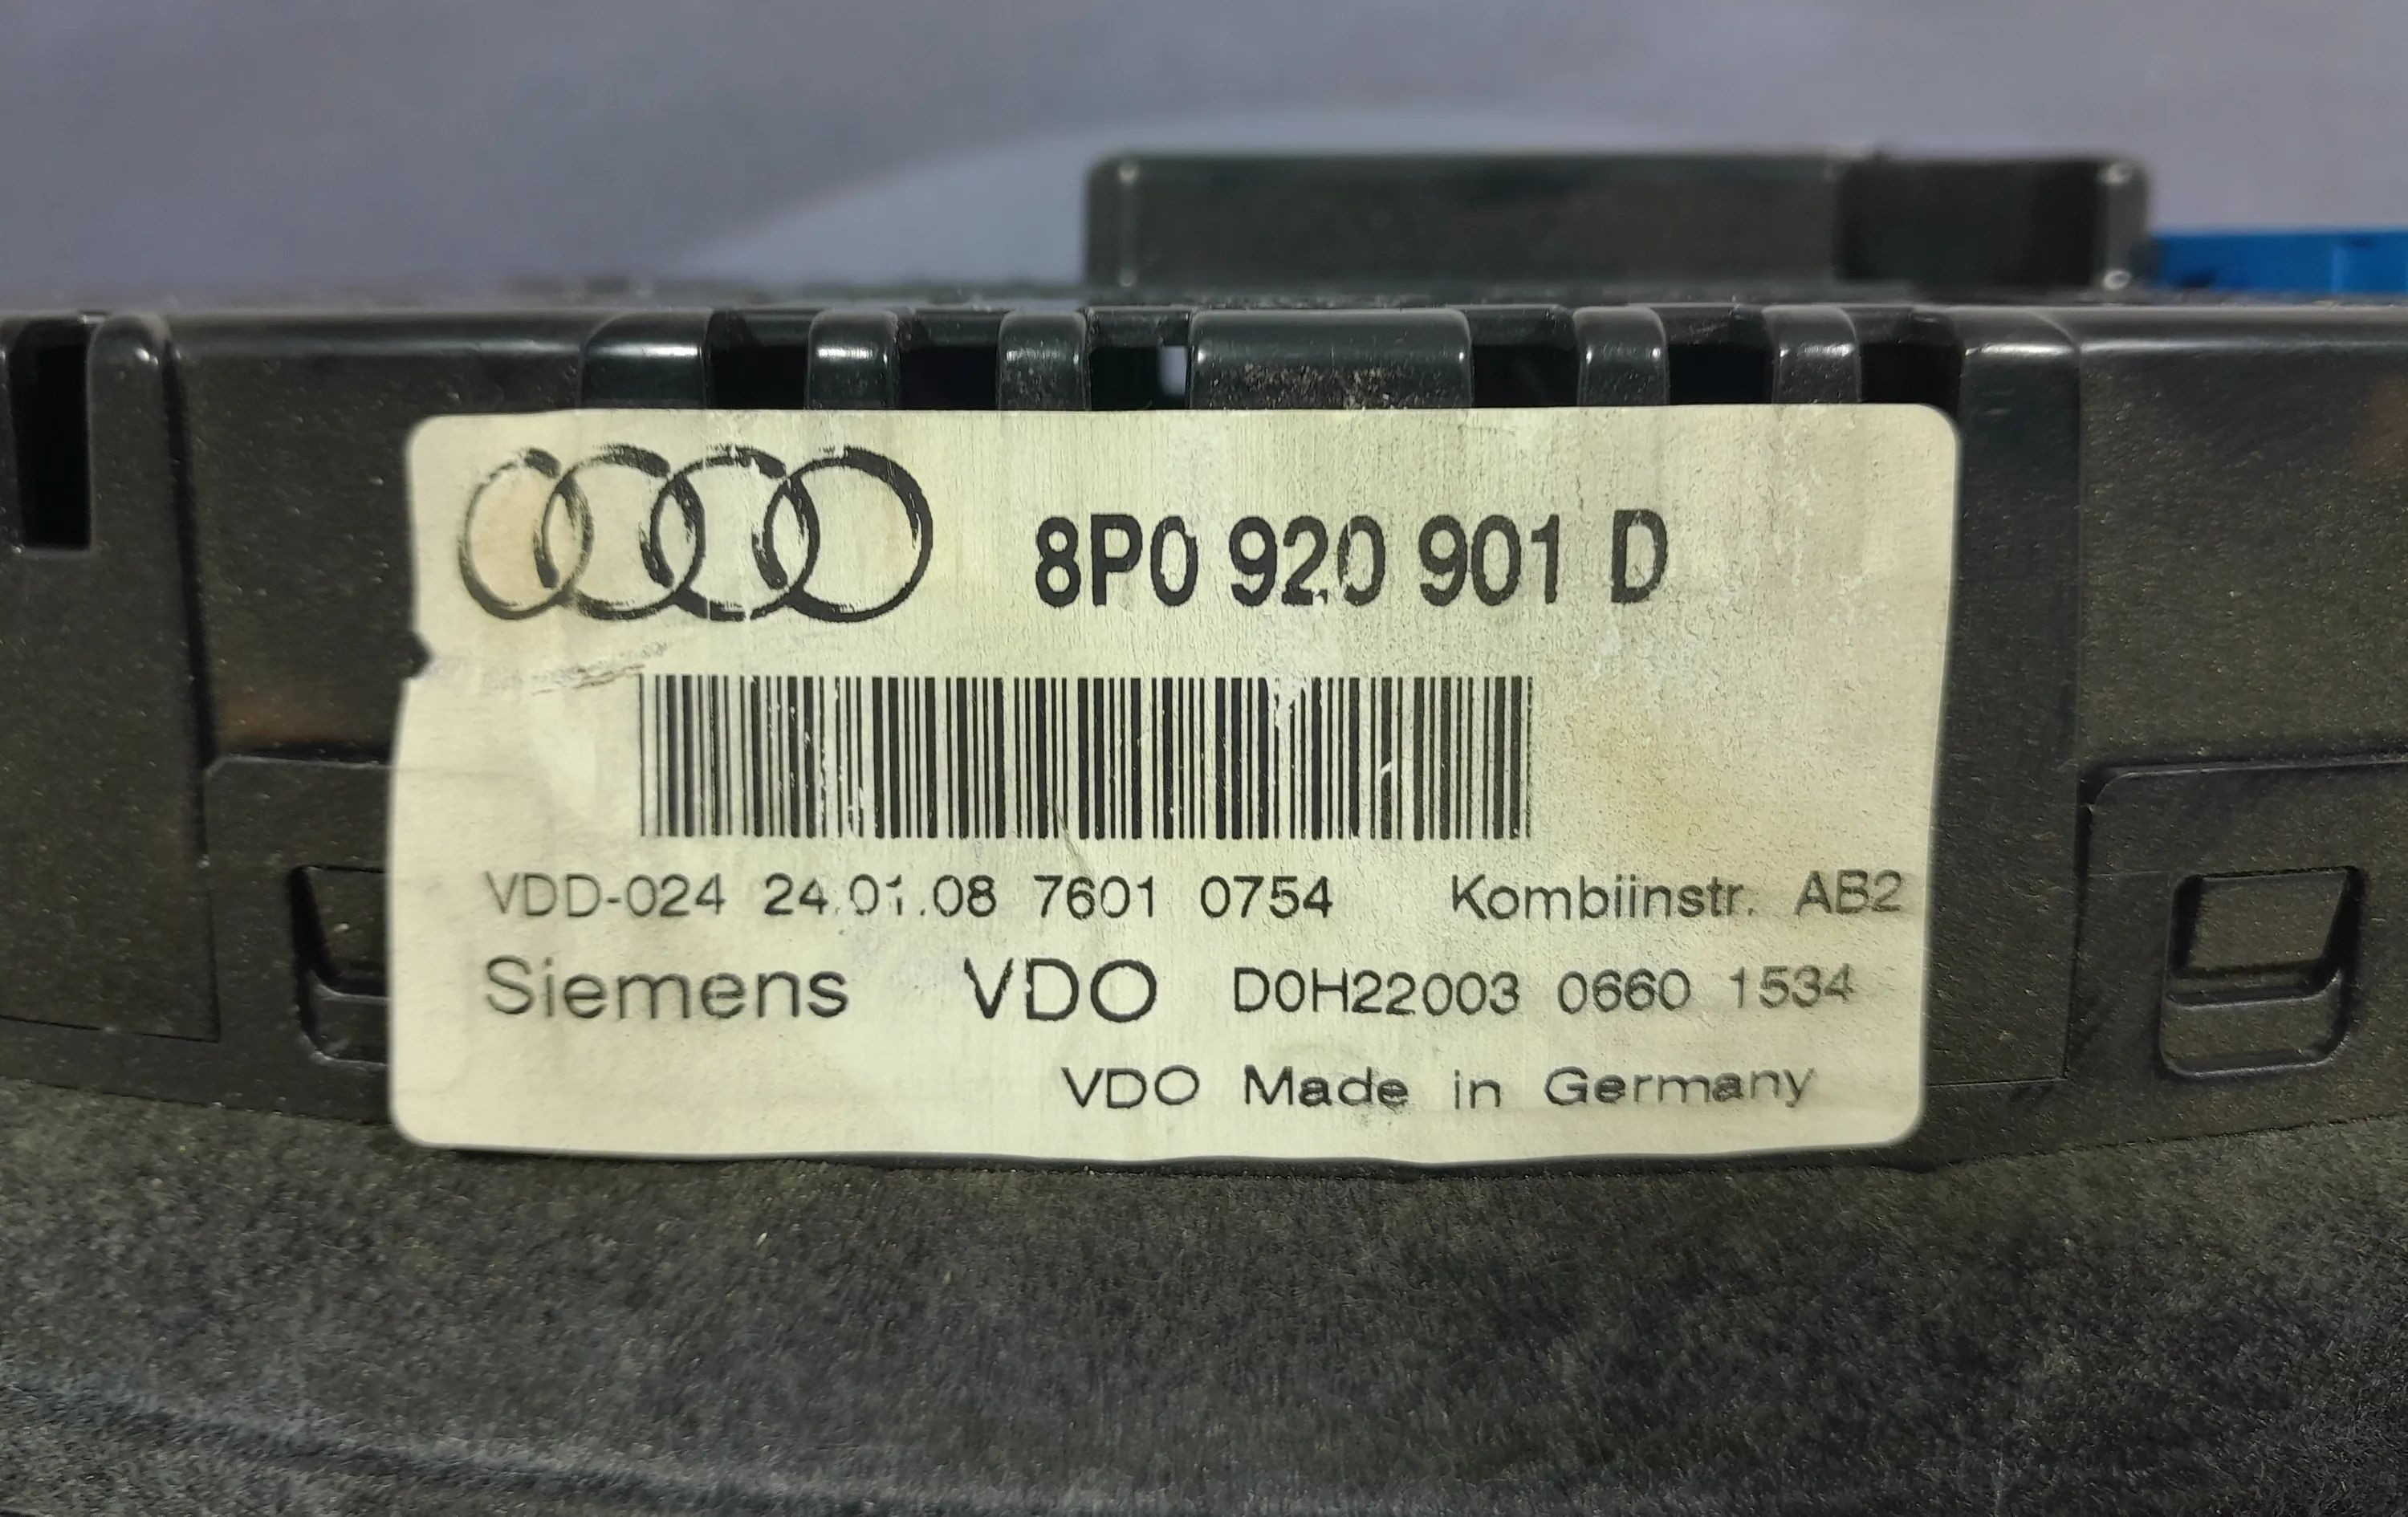 8P0 920 901 D
VDD-024 24.01.08 7601 0754 Kombiinstr. AB2
Siemens VDO D0H22003 0660 1534
VDO Made in Germany